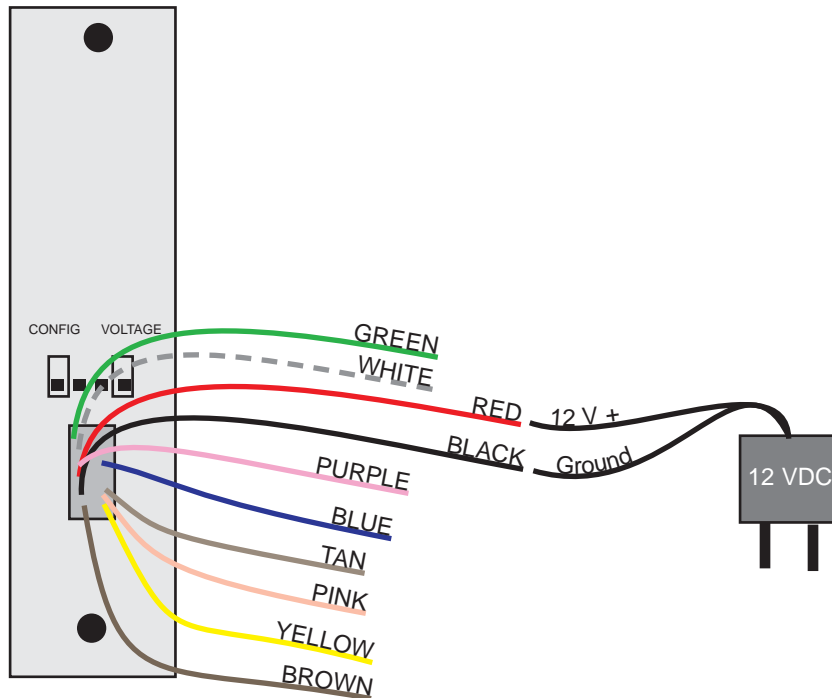 CONFIG VOLTAGE
GREEN
WHITE
RED 12 V +
BLACK Ground
PURPLE
12 VDC
BLUE
TAN
PINK
YELLOW
BROWN